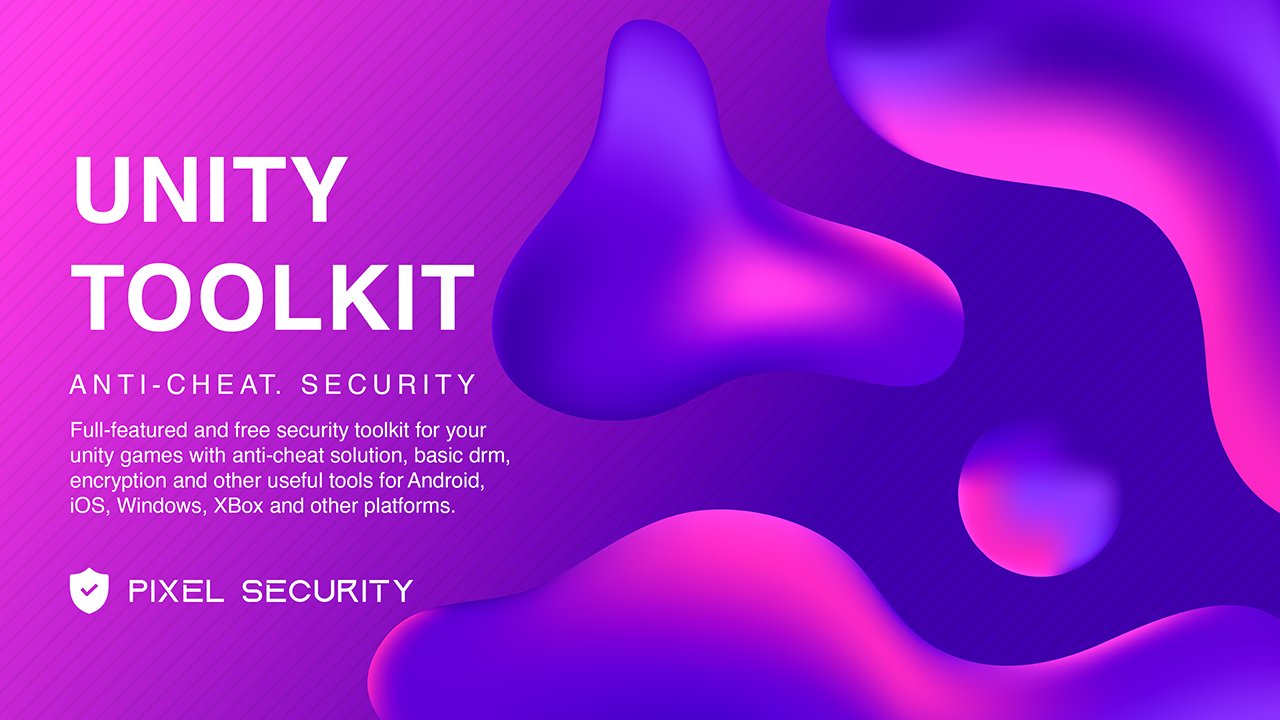 UNITY
TOOLKIT
ANTI-CHEAT. SECURITY
Full-featured and free security toolkit for your
unity games with anti-cheat solution, basic drm,
encryption and other useful tools for Android,
iOS, Windows, XBox and other platforms.
PIXEL SECURITY